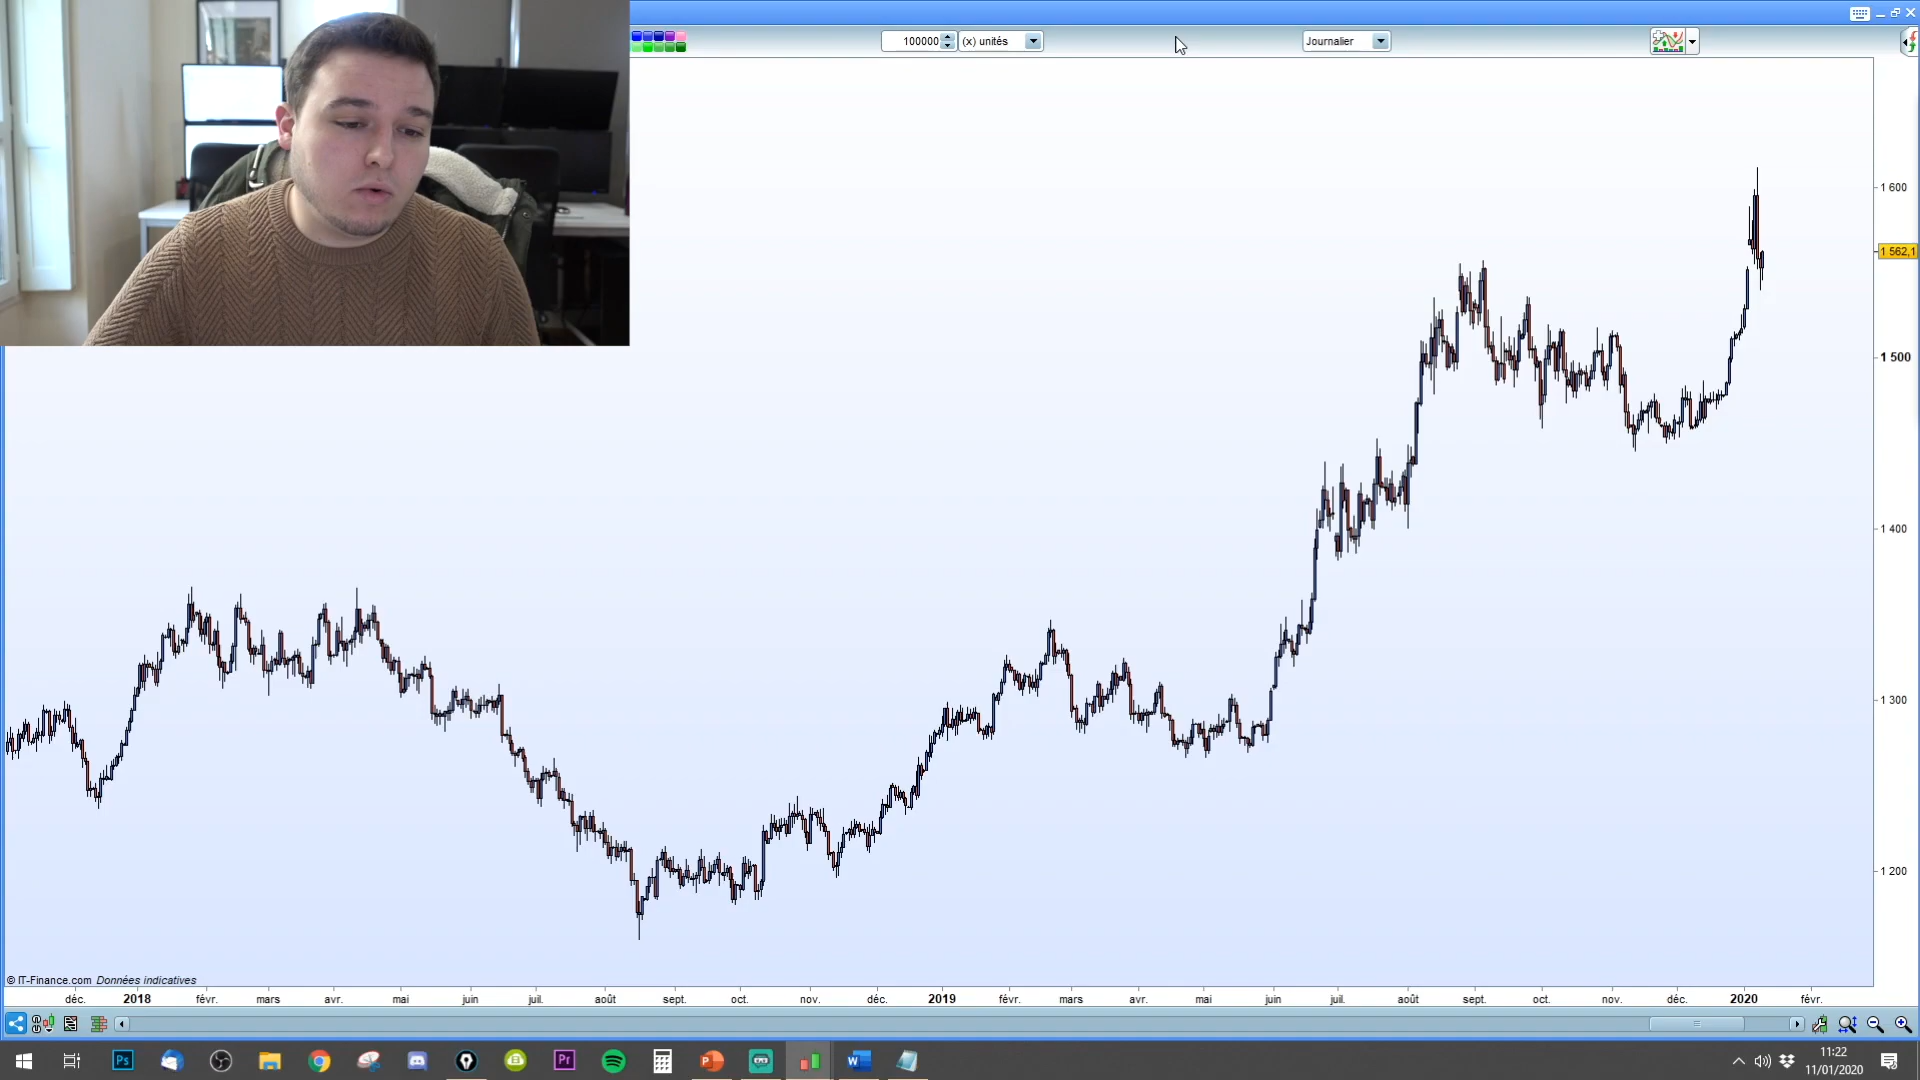 100000
(x) unités
Journalier
1 600
1 562,1
1 500
1 400
1 300
1 200
© IT-Finance.com Données indicatives
déc.
2018
févr.
mars
avr.
mai
juin
juil.
août
sept.
oct.
nov.
déc.
2019
févr.
mars
avr.
mai
juin
juil.
août
sept.
oct.
nov.
déc.
2020
févr.
Ps
Pr
P
W
11:22
11/01/2020